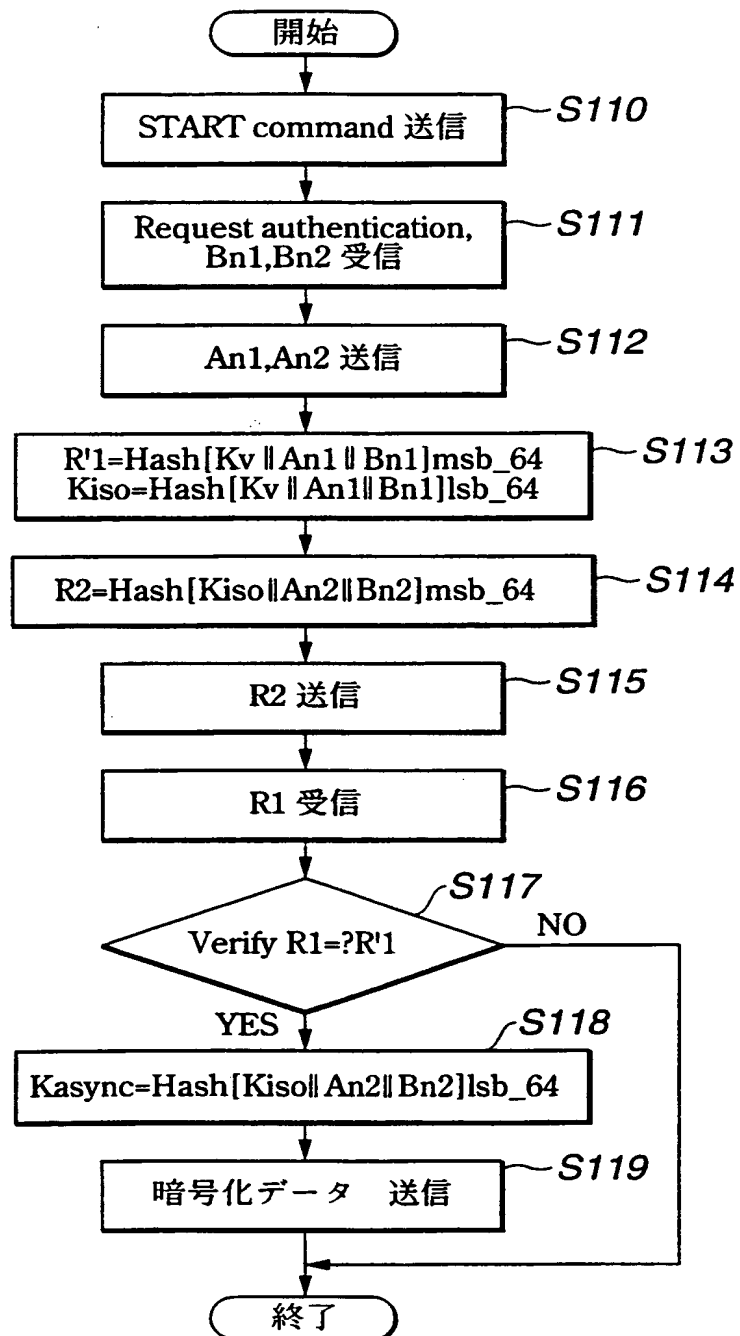 開始
START command 送信
S110
Request authentication,
Bn1,Bn2 受信
S111
An1,An2 送信
S112
R'1=Hash[Kv‖An1‖Bn1]msb_64
Kiso=Hash[Kv‖An1‖Bn1]lsb_64
S113
R2=Hash[Kiso‖An2‖Bn2]msb_64
S114
R2 送信
S115
R1 受信
S116
S117
Verify R1=?R'1
NO
YES
S118
Kasync=Hash[Kiso‖An2‖Bn2]lsb_64
S119
暗号化データ　送信
終了